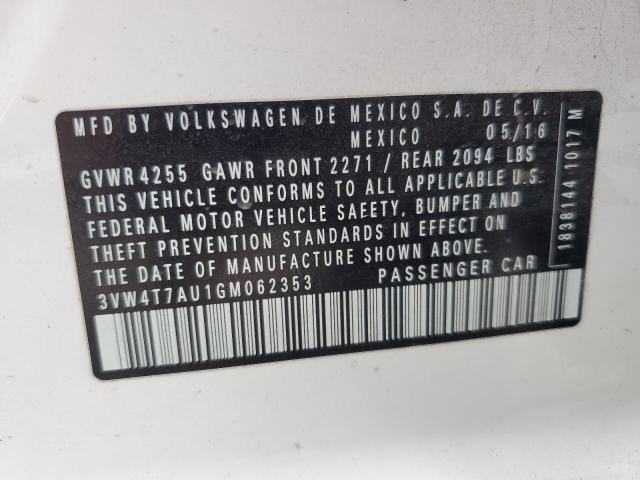 MFD BY VOLKSWAGEN DE MEXICO S.A. DE C.V.
MEXICO 05/16
GVWR 4255 GAWR FRONT 2271 / REAR 2094 LBS
THIS VEHICLE CONFORMS TO ALL APPLICABLE U.S.
FEDERAL MOTOR VEHICLE SAFETY, BUMPER AND
THEFT PREVENTION STANDARDS IN EFFECT ON
THE DATE OF MANUFACTURE SHOWN ABOVE.
3VW4T7AU1GM062353 PASSENGER CAR
1838144 1017 M